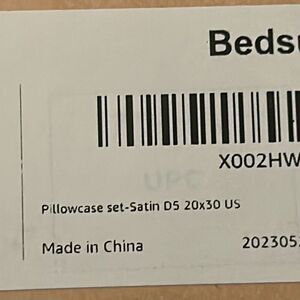 Bedsu
X002HW
UPC
Pillowcase set-Satin D5 20x30 US
Made in China
202305